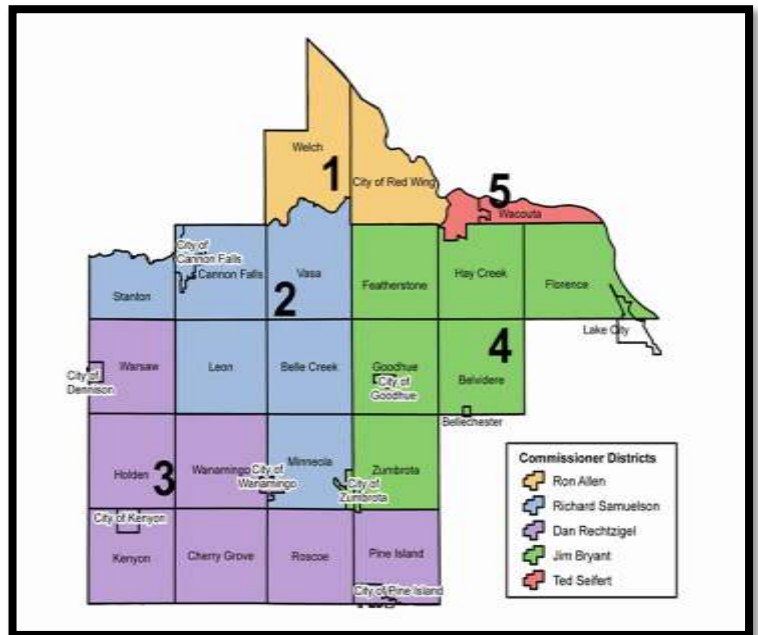 Welch
1
City of Red Wing
5
Wacouta
City of
Cannon Falls
Cannon Falls
Vasa
Stanton
2
Featherstone
Hay Creek
Florence
Lake City
Warsaw
City of
Dennison
Leon
Belle Creek
Goodhue
City of
Goodhue
4
Belvidere
Bellechester
Holden
3
Wanamingo
City of
Wanamingo
Minneola
City of
Zumbrota
Zumbrota
City of Kenyon
Kenyon
Cherry Grove
Roscoe
Pine Island
City of Pine Island
Commissioner Districts
Ron Allen
Richard Samuelson
Dan Rechtzigel
Jim Bryant
Ted Seifert